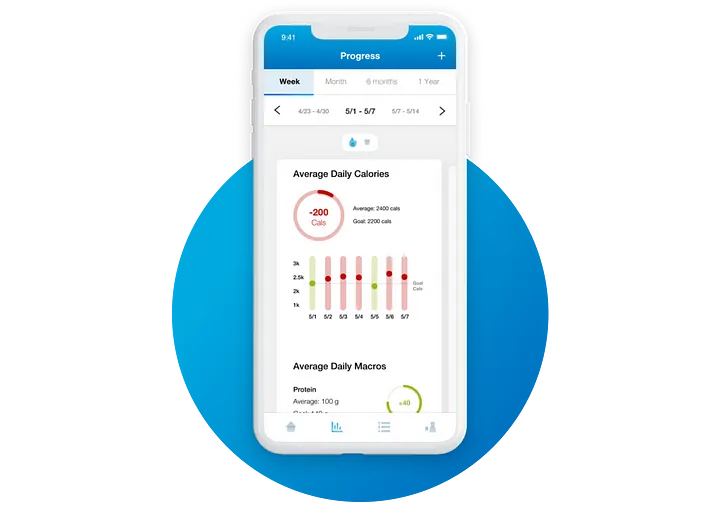 9:41
Progress
+
Week Month 6 months 1 Year
4/23 - 4/30 5/1 - 5/7 5/7 - 5/14
Average Daily Calories
-200
Cals
Average: 2400 cals
Goal: 2200 cals
3k
2.5k
2k
1k
Goal
Cals
5/1 5/2 5/3 5/4 5/5 5/6 5/7
Average Daily Macros
Protein
Average: 100 g
+40